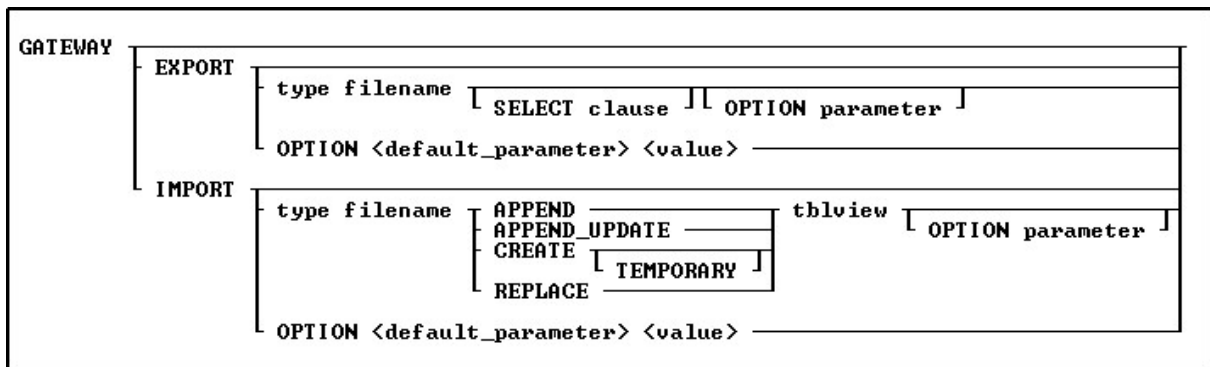 GATEWAY
EXPORT
type filename
SELECT clause OPTION parameter
OPTION <default_parameter> <value>
IMPORT
type filename APPEND tblview
APPEND_UPDATE OPTION parameter
CREATE
TEMPORARY
REPLACE
OPTION <default_parameter> <value>